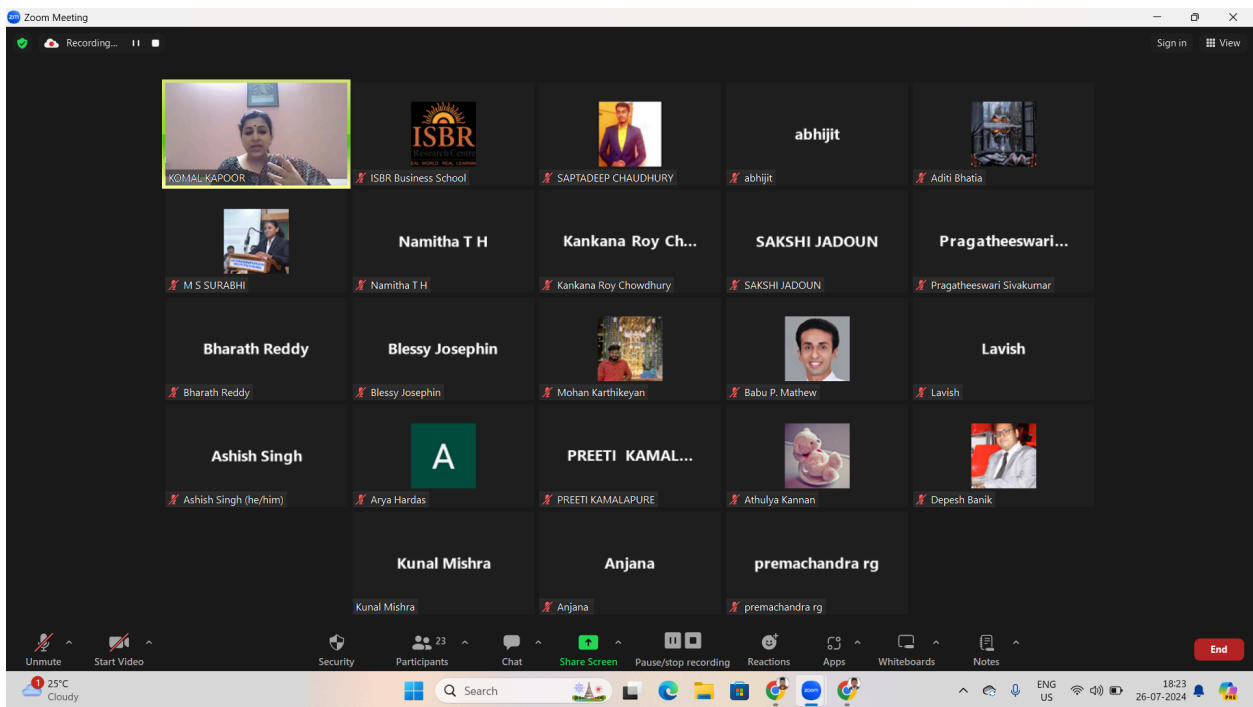 zm Zoom Meeting
Recording...
Sign in
View
KOMAL KAPOOR
ISBR
Research Centre
ISBR Business School
SAPTADEEP CHAUDHURY
abhijit
abhijit
Aditi Bhatia
M S SURABHI
Namitha T H
Namitha T H
Kankana Roy Ch...
Kankana Roy Chowdhury
SAKSHI JADOUN
SAKSHI JADOUN
Pragatheeswari...
Pragatheeswari Sivakumar
Bharath Reddy
Bharath Reddy
Blessy Josephin
Blessy Josephin
Mohan Karthikeyan
Babu P. Mathew
Lavish
Lavish
Ashish Singh
Ashish Singh (he/him)
A
Arya Hardas
PREETI KAMAL...
PREETI KAMALAPURE
Athulya Kannan
Depesh Banik
Kunal Mishra
Kunal Mishra
Anjana
Anjana
premachandra rg
premachandra rg
Unmute
Start Video
Security
23
Participants
Chat
Share Screen
Pause/stop recording
Reactions
Apps
Whiteboards
Notes
End
1
25°C
Cloudy
Search
zoom
ENG
US
18:23
26-07-2024
PRE